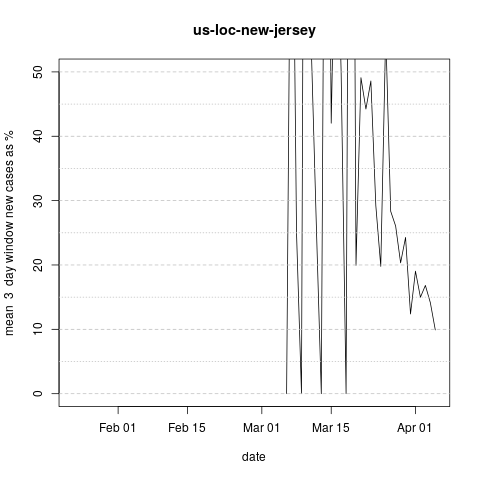 us-loc-new-jersey
mean 3 day window new cases as %
50
40
30
20
10
0
Feb 01 Feb 15 Mar 01 Mar 15 Apr 01
date